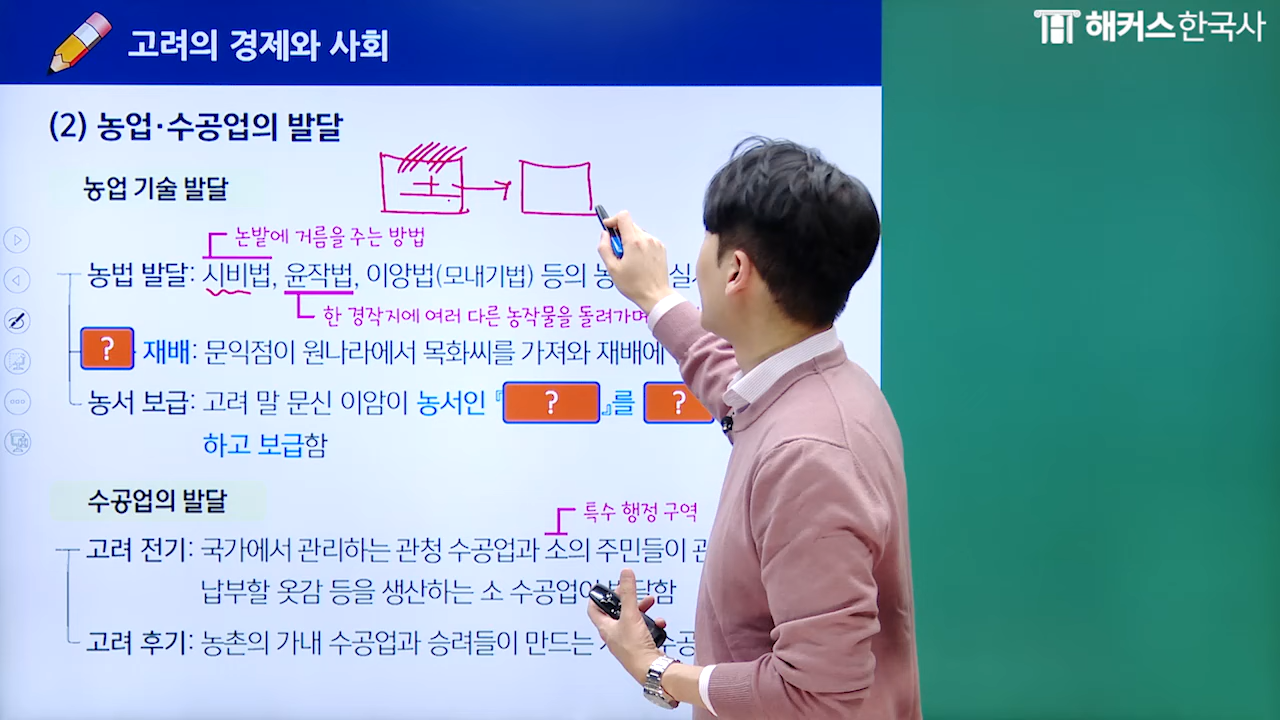 고려의 경제와 사회
해커스한국사
(2) 농업·수공업의 발달
농업 기술 발달
논밭에 거름을 주는 방법
농법 발달: 시비법, 윤작법, 이앙법(모내기법) 등의
한 경작지에 여러 다른 농작물을 돌려가며
? 재배: 문익점이 원나라에서 목화씨를 가져와 재배에
농서 보급: 고려 말 문신 이암이 농서인 『 ? 』를 ?
하고 보급함
수공업의 발달
특수 행정 구역
고려 전기: 국가에서 관리하는 관청 수공업과 소의 주민들이
납부할 옷감 등을 생산하는 소 수공업이
고려 후기: 농촌의 가내 수공업과 승려들이 만드는